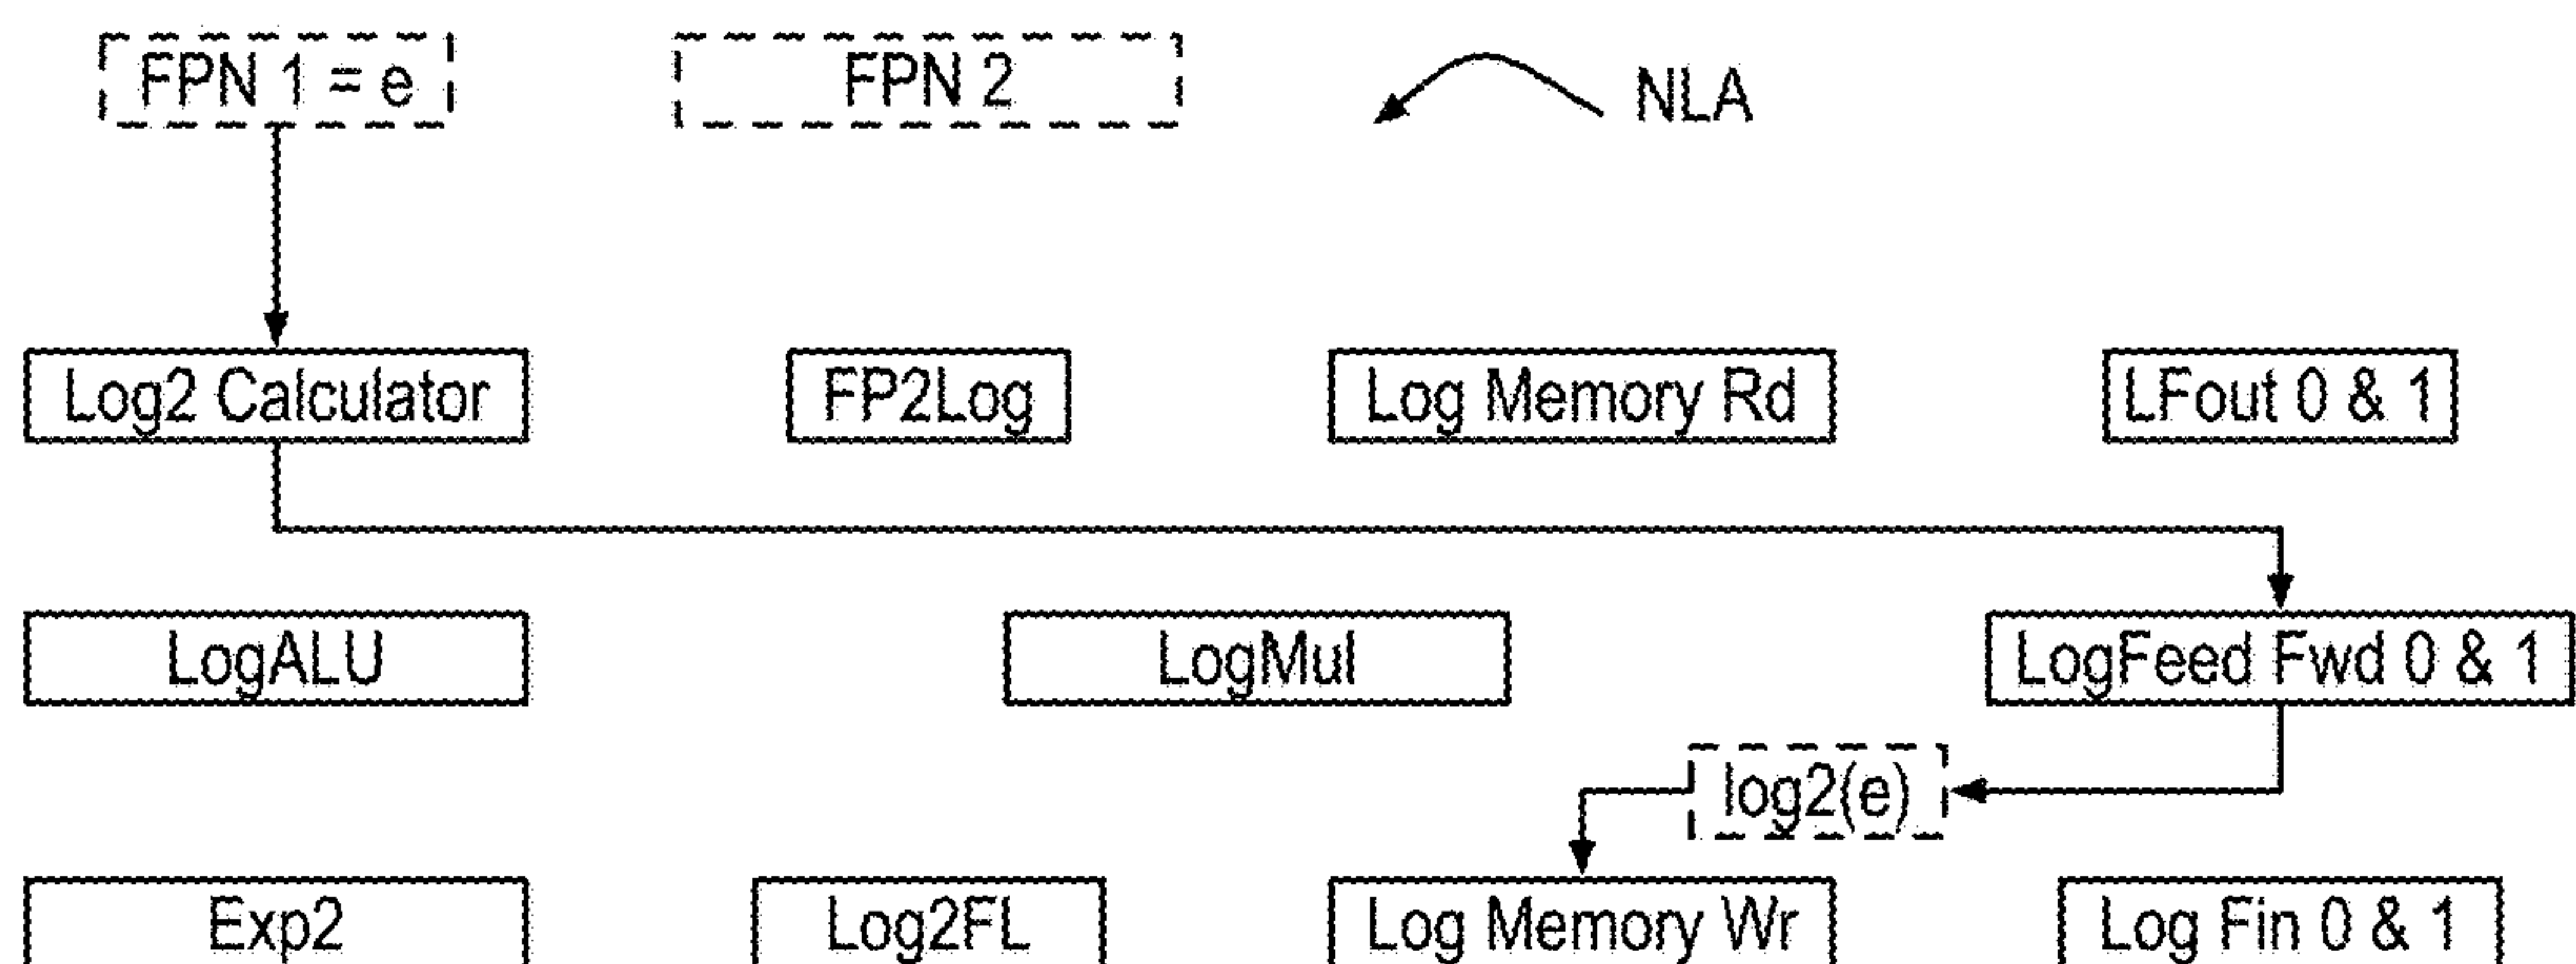 FPN 1 = e
FPN 2
NLA
Log2 Calculator
FP2Log
Log Memory Rd
LFout 0 & 1
LogALU
LogMul
LogFeed Fwd 0 & 1
log2(e)
Exp2
Log2FL
Log Memory Wr
Log Fin 0 & 1